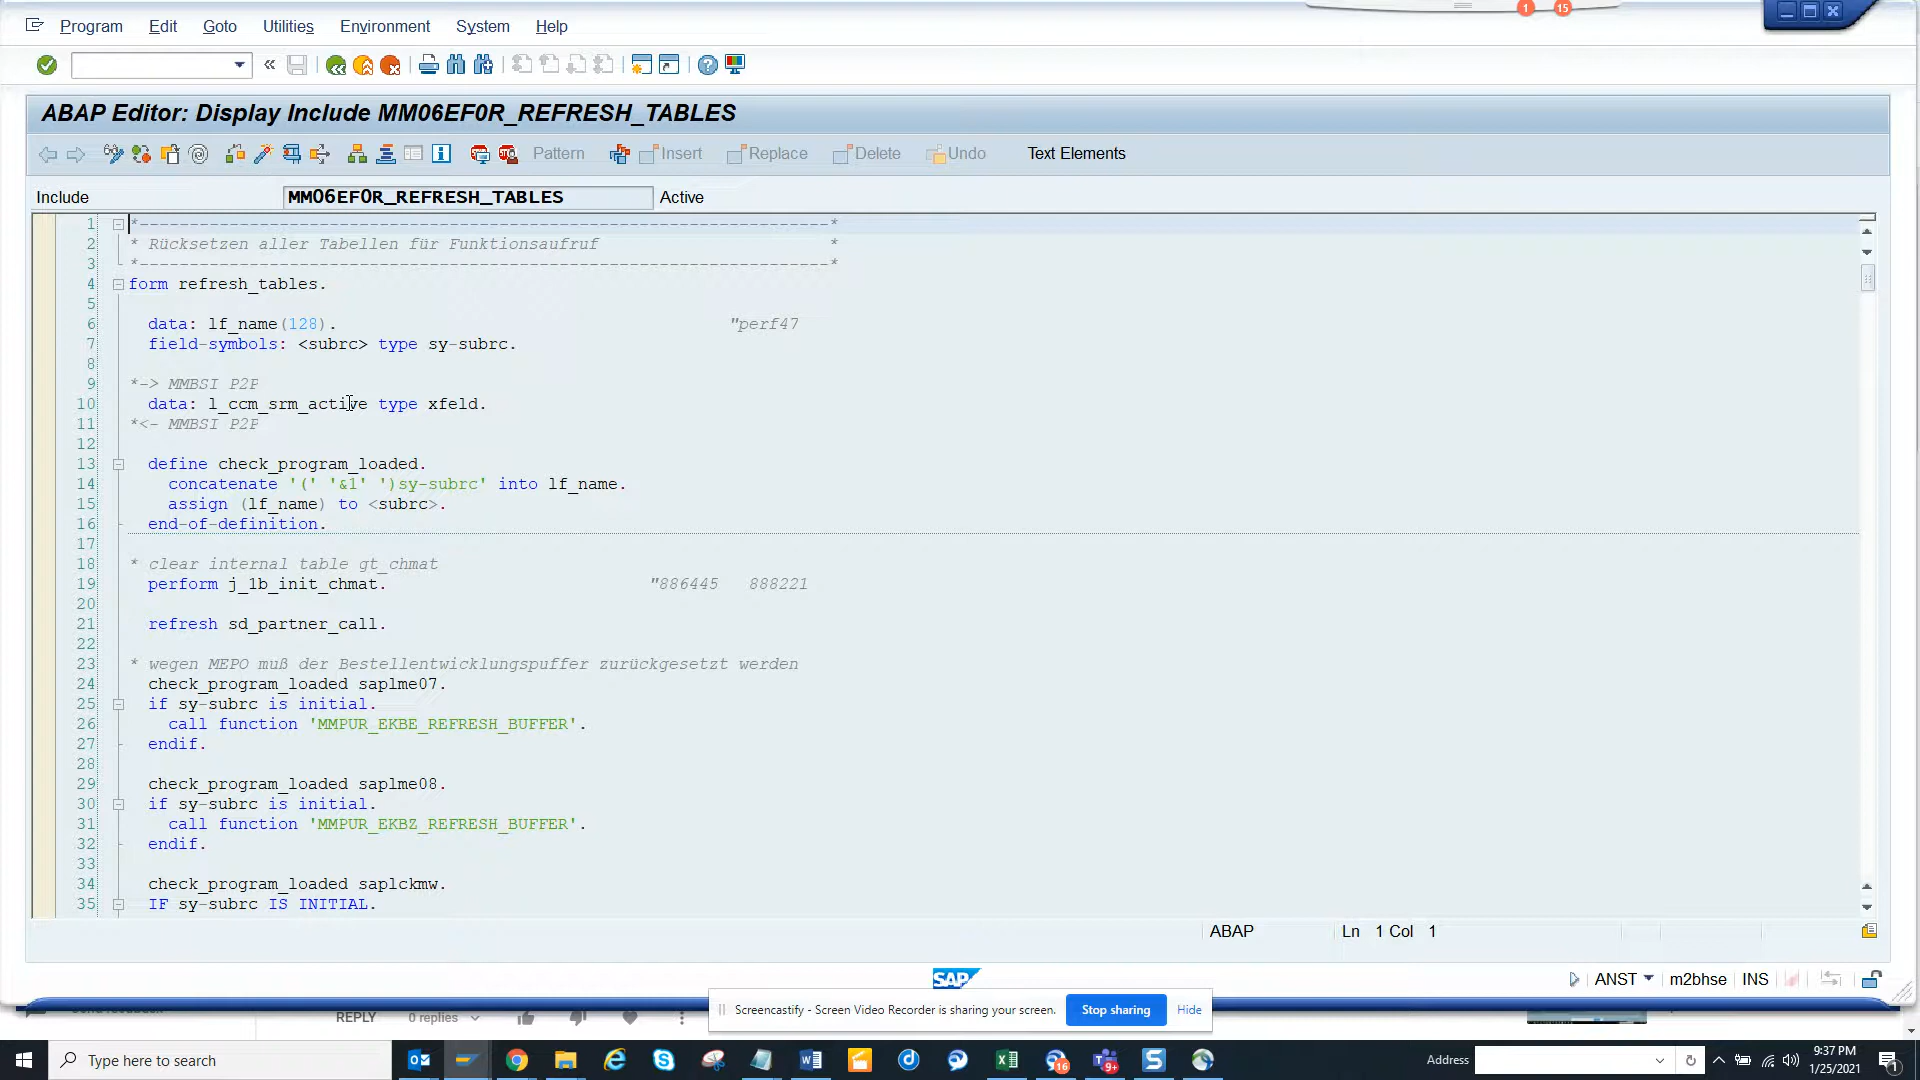 1 15
Program Edit Goto Utilities Environment System Help
ABAP Editor: Display Include MM06EF0R_REFRESH_TABLES
Pattern Insert Replace Delete Undo Text Elements
Include MM06EF0R_REFRESH_TABLES Active
1 *---------------------------------------------------------------------*
2 * Rücksetzen aller Tabellen für Funktionsaufruf *
3 *---------------------------------------------------------------------*
4 form refresh_tables.
5
6 data: lf_name(128). "perf47
7 field-symbols: <subrc> type sy-subrc.
8
9 *-> MMBSI P2P
10 data: l_ccm_srm_active type xfeld.
11 *<- MMBSI P2P
12
13 define check_program_loaded.
14 concatenate '(' '&1' ')sy-subrc' into lf_name.
15 assign (lf_name) to <subrc>.
16 end-of-definition.
17
18 * clear internal table gt_chmat
19 perform j_1b_init_chmat. "886445 888221
20
21 refresh sd_partner_call.
22
23 * wegen MEPO muß der Bestellentwicklungspuffer zurückgesetzt werden
24 check_program_loaded saplme07.
25 if sy-subrc is initial.
26 call function 'MMPUR_EKBE_REFRESH_BUFFER'.
27 endif.
28
29 check_program_loaded saplme08.
30 if sy-subrc is initial.
31 call function 'MMPUR_EKBZ_REFRESH_BUFFER'.
32 endif.
33
34 check_program_loaded saplckmw.
35 IF sy-subrc IS INITIAL.
ABAP Ln 1 Col 1
SAP
ANST m2bhse INS
REPLY 0 replies
Screencastify - Screen Video Recorder is sharing your screen. Stop sharing Hide
Type here to search
16
9+
Address
9:37 PM
1/25/2021
1